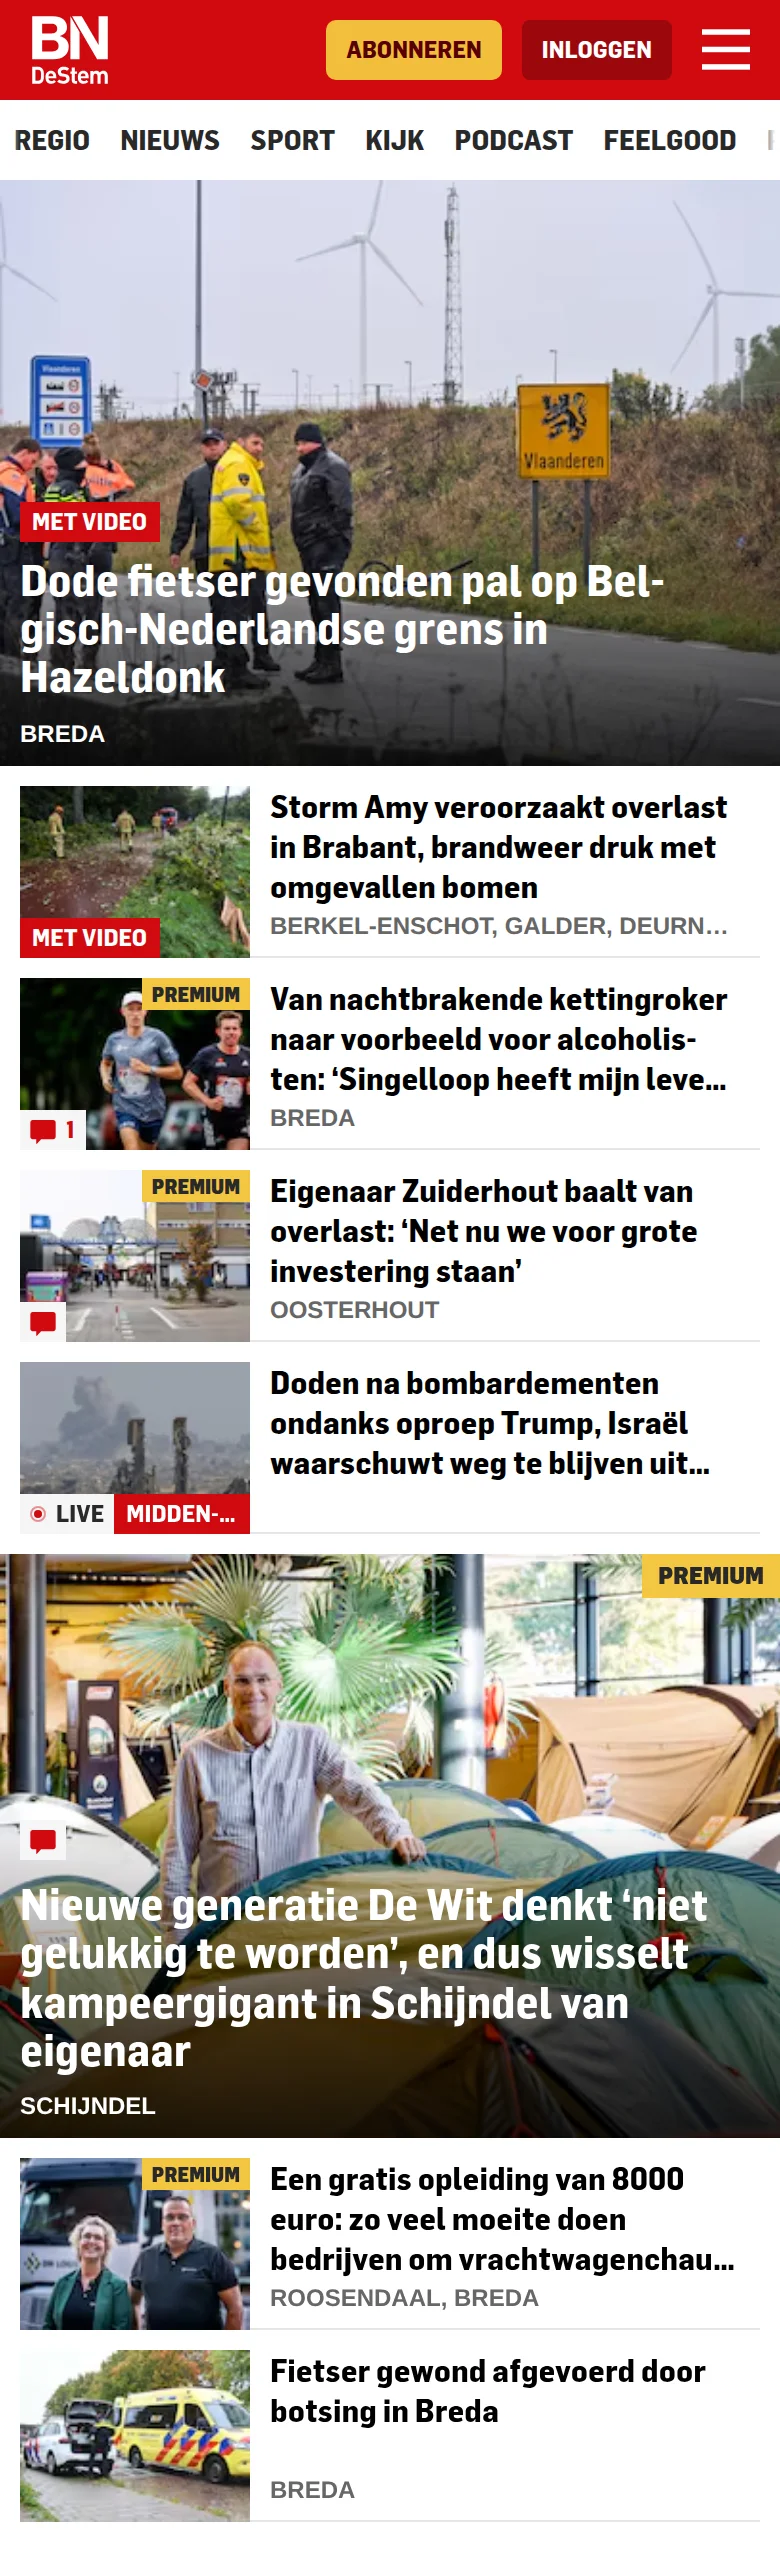 BN
DeStem
ABONNEREN
INLOGGEN
REGIO NIEUWS SPORT KIJK PODCAST FEELGOOD
Vlaanderen
Vlaanderen
MET VIDEO
Dode fietser gevonden pal op Bel-
gisch-Nederlandse grens in
Hazeldonk
BREDA
MET VIDEO
Storm Amy veroorzaakt overlast
in Brabant, brandweer druk met
omgevallen bomen
BERKEL-ENSCHOT, GALDER, DEURN…
PREMIUM
1
Van nachtbrakende kettingroker
naar voorbeeld voor alcoholis-
ten: ‘Singelloop heeft mijn leve…
BREDA
PREMIUM
Eigenaar Zuiderhout baalt van
overlast: ‘Net nu we voor grote
investering staan’
OOSTERHOUT
LIVE
MIDDEN-…
Doden na bombardementen
ondanks oproep Trump, Israël
waarschuwt weg te blijven uit…
PREMIUM
Nieuwe generatie De Wit denkt ‘niet
gelukkig te worden’, en dus wisselt
kampeergigant in Schijndel van
eigenaar
SCHIJNDEL
PREMIUM
Een gratis opleiding van 8000
euro: zo veel moeite doen
bedrijven om vrachtwagenchau…
ROOSENDAAL, BREDA
Fietser gewond afgevoerd door
botsing in Breda
BREDA